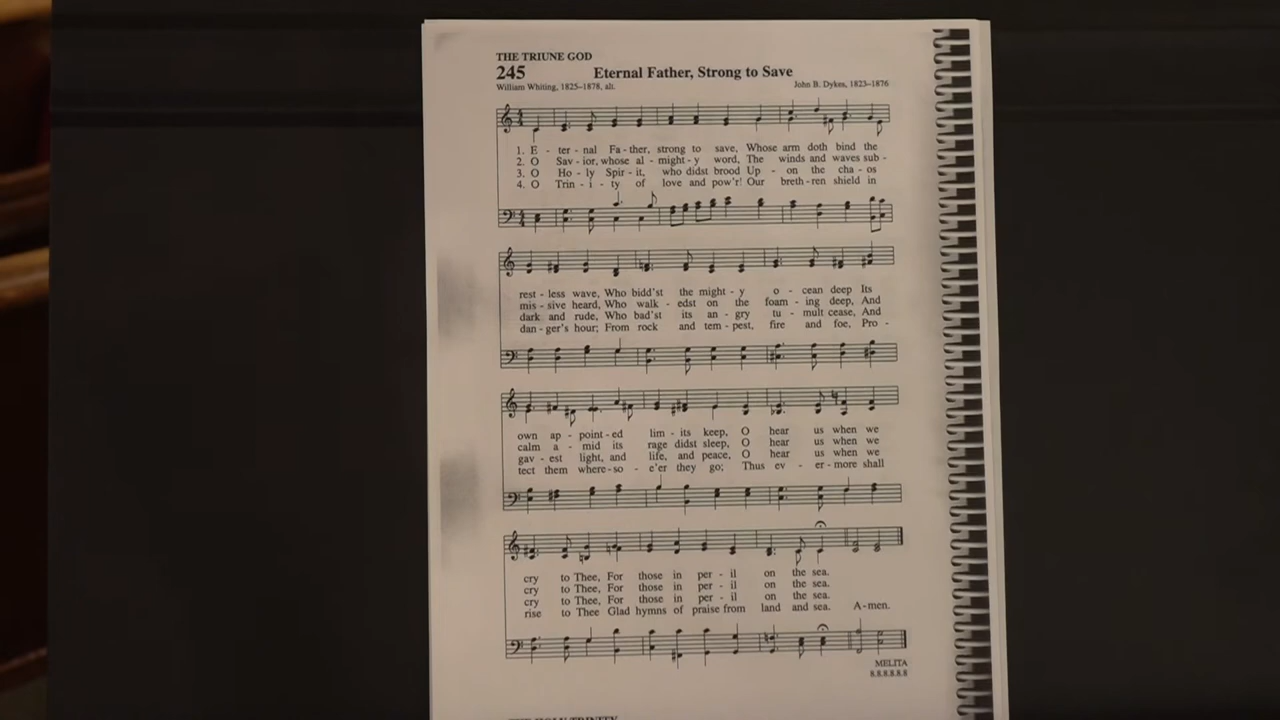 THE TRIUNE GOD
245 Eternal Father, Strong to Save
William Whiting, 1825–1878, alt. John B. Dykes, 1823–1876
1. E - ter - nal Fa - ther, strong to save, Whose arm doth bind the
2. O Sav - ior, whose al - might - y word, The winds and waves sub -
3. O Ho - ly Spir - it, who didst brood Up - on the cha - os
4. O Trin - i - ty of love and pow'r! Our breth - ren shield in
rest - less wave, Who bidd'st the might - y o - cean deep Its
mis - sive heard, Who walk - edst on the foam - ing deep, And
dark and rude, Who bad'st its an - gry tu - mult cease, And
dan - ger's hour; From rock and tem - pest, fire and foe, Pro -
own ap - point - ed lim - its keep, O hear us when we
calm a - mid its rage didst sleep, O hear us when we
gav - est light, and life, and peace, O hear us when we
tect them where - so - e'er they go; Thus ev - er - more shall
cry to Thee, For those in per - il on the sea.
cry to Thee, For those in per - il on the sea.
cry to Thee, For those in per - il on the sea.
rise to Thee Glad hymns of praise from land and sea. A - men.
MELITA
8.8.8.8.8.8